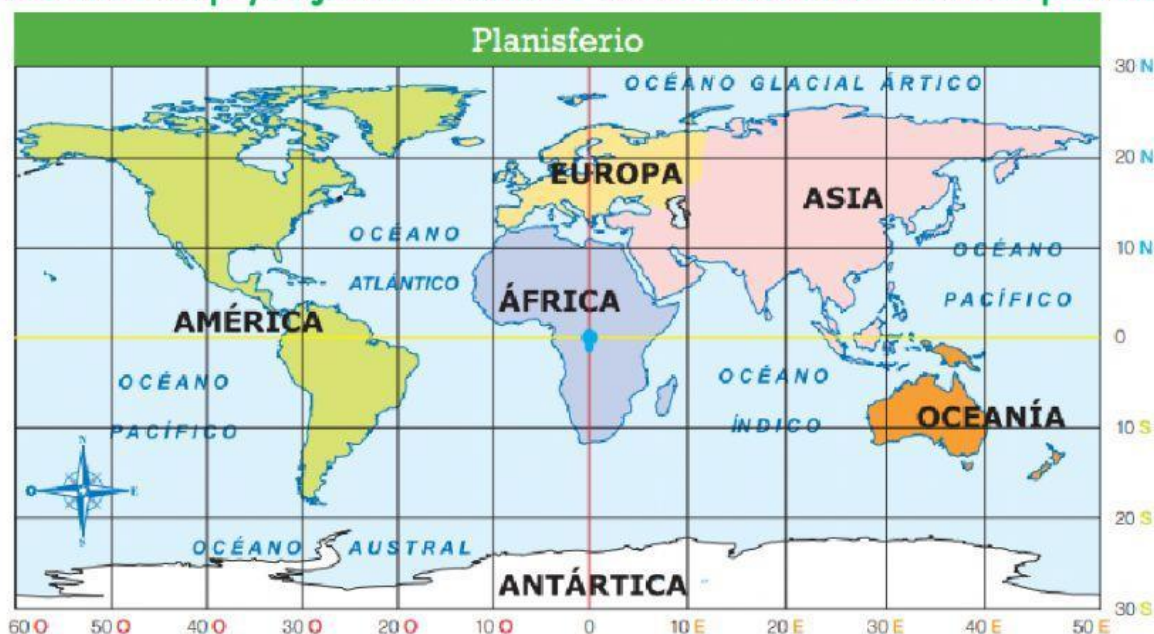 Planisferio
OCÉANO GLACIAL ÁRTICO
30 N
20 N
EUROPA
ASIA
OCÉANO
ATLÁNTICO
10 N
OCÉANO
PACÍFICO
ÁFRICA
AMÉRICA
0
OCÉANO
PACÍFICO
OCÉANO
ÍNDICO
OCEANÍA
10 S
N
O
E
S
20 S
OCÉANO AUSTRAL
ANTÁRTICA
30 S
60 O 50 O 40 O 30 O 20 O 10 O 0 10 E 20 E 30 E 40 E 50 E